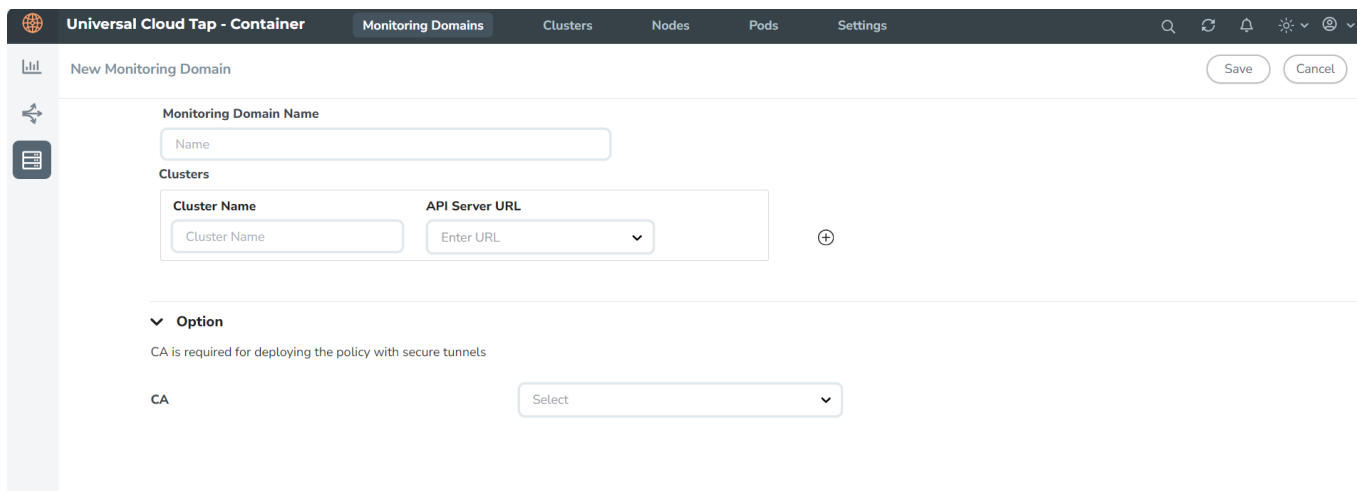 Universal Cloud Tap - Container Monitoring Domains Clusters Nodes Pods Settings
New Monitoring Domain Save Cancel
Monitoring Domain Name
Name
Clusters
Cluster Name API Server URL
Cluster Name Enter URL
Option
CA is required for deploying the policy with secure tunnels
CA Select